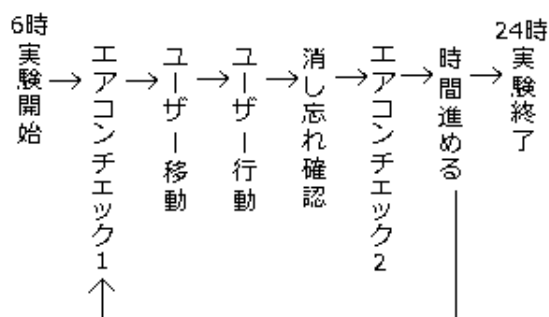 6時実験開始
エアコンチェック1
ユーザー移動
ユーザー行動
消し忘れ確認
エアコンチェック2
時間進める
24時実験終了